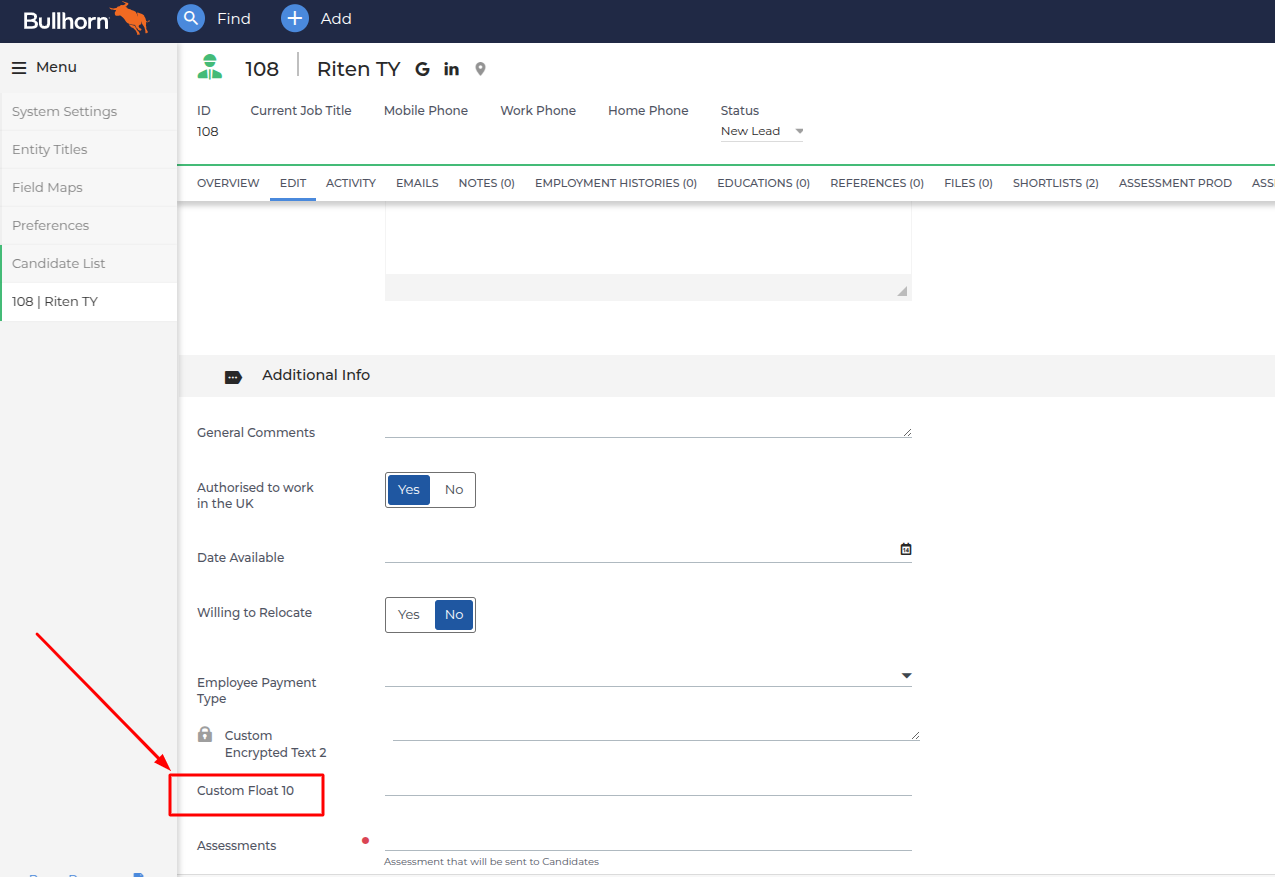 Bullhorn
Find
Add
Menu
System Settings
Entity Titles
Field Maps
Preferences
Candidate List
108 | Riten TY
108
Riten TY
G
in
ID
Current Job Title
Mobile Phone
Work Phone
Home Phone
Status
108
New Lead
OVERVIEW
EDIT
ACTIVITY
EMAILS
NOTES (0)
EMPLOYMENT HISTORIES (0)
EDUCATIONS (0)
REFERENCES (0)
FILES (0)
SHORTLISTS (2)
ASSESSMENT PROD
Additional Info
General Comments
Authorised to work
in the UK
Yes
No
Date Available
14
Willing to Relocate
Yes
No
Employee Payment
Type
Custom
Encrypted Text 2
Custom Float 10
Assessments
Assessment that will be sent to Candidates